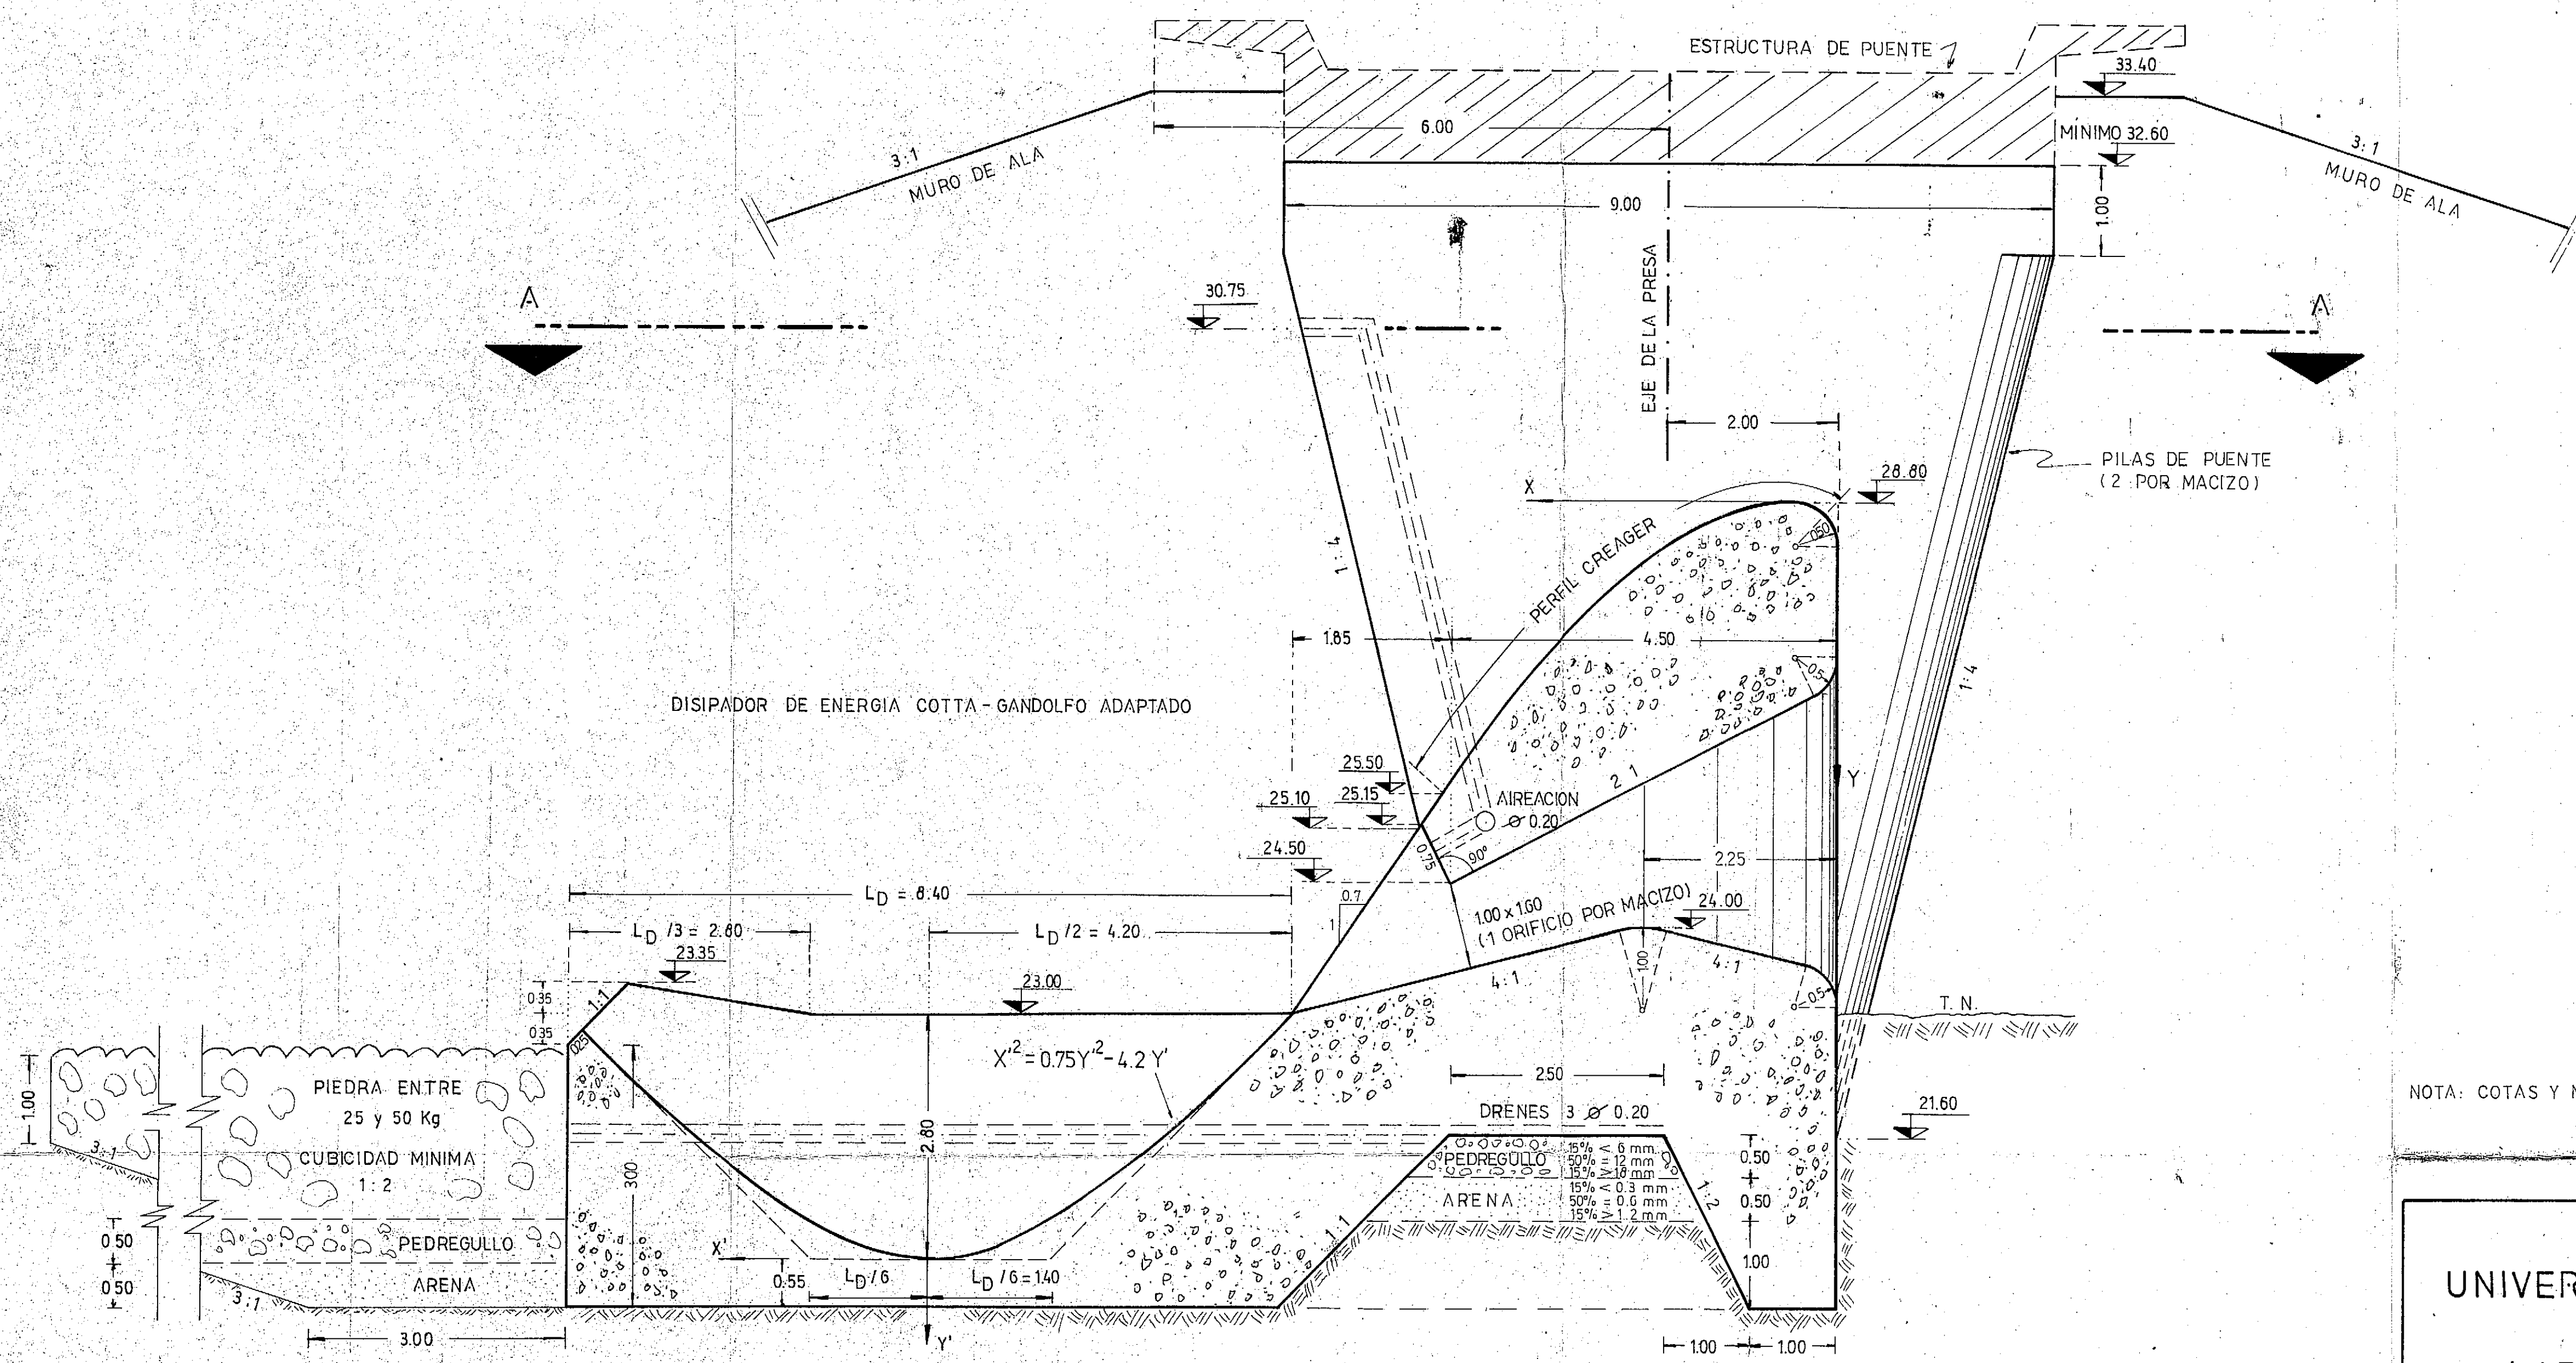 ESTRUCTURA DE PUENTE
33.40
6.00
MINIMO 32.60
3:1
MURO DE ALA
3:1
MURO DE ALA
9.00
1.00
EJE DE LA PRESA
30.75
A
A
2.00
PILAS DE PUENTE
(2 POR MACIZO)
28.80
X
0.50
PERFIL CREAGER
1:4
1:4
1.85
4.50
0.5
DISIPADOR DE ENERGIA COTTA-GANDOLFO ADAPTADO
25.50
2:1
Y
25.10
25.15
AIREACION
Ø 0.20
0.75
90°
24.50
2.25
L_D = 8.40
0.7
1
1.00 x 1.60
(1 ORIFICIO POR MACIZO)
24.00
L_D /3 = 2.80
L_D /2 = 4.20
23.35
23.00
4:1
1.00
4:1
0.5
T.N.
0.35
0.35
1:1
0.25
X'² = 0.75Y'² - 4.2 Y'
2.50
1.00
PIEDRA ENTRE
25 y 50 Kg
CUBICIDAD MINIMA
1:2
3:1
DRENES 3 Ø 0.20
21.60
NOTA: COTAS Y
2.80
3.00
PEDREGULLO
15% < 6 mm
50% = 12 mm
15% > 18 mm
ARENA
15% < 0.3 mm
50% = 0.6 mm
15% > 1.2 mm
1:2
0.50
0.50
1.00
1:1
0.50
0.50
PEDREGULLO
ARENA
3:1
X'
0.55
L_D /6
L_D /6 = 1.40
Y'
3.00
1.00
1.00
UNIVER